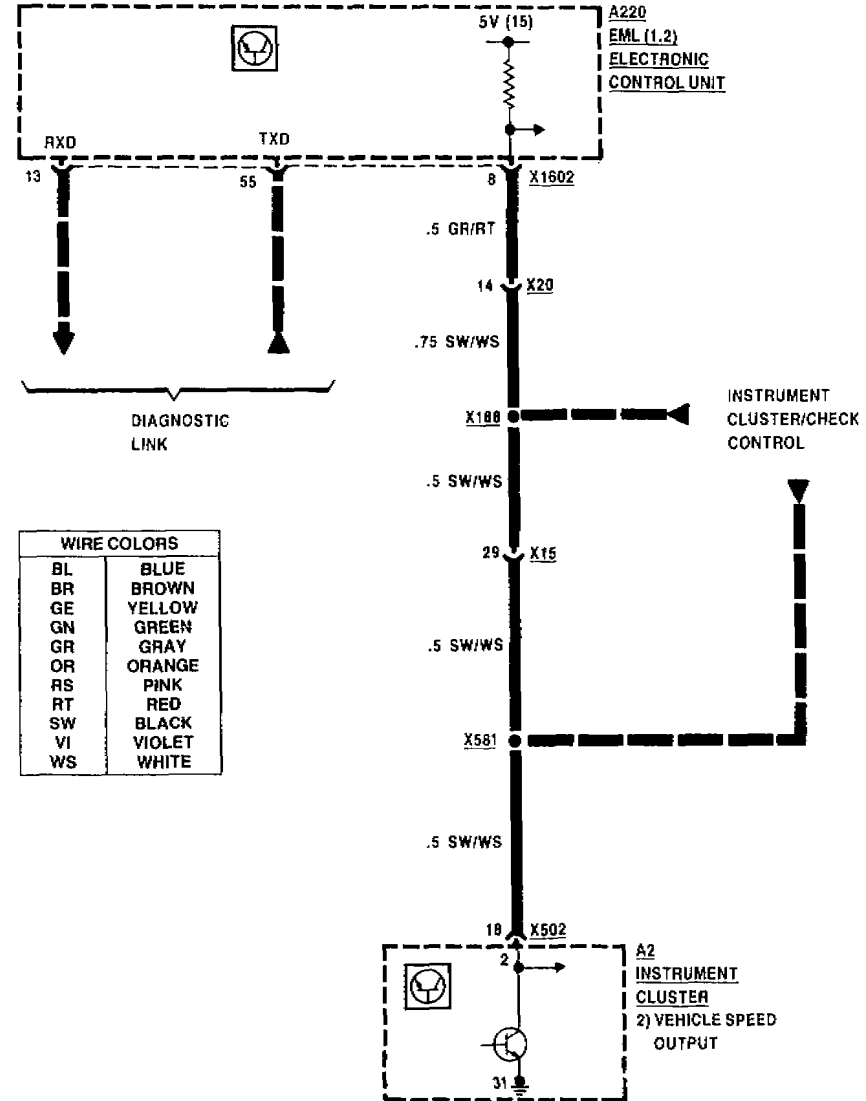 5V (15)
A220
EML (1.2)
ELECTRONIC
CONTROL UNIT
RXD
TXD
13
55
8
X1602
.5 GR/RT
14
X20
.75 SW/WS
X188
INSTRUMENT
CLUSTER/CHECK
CONTROL
DIAGNOSTIC
LINK
.5 SW/WS
29
X15
WIRE COLORS
BL BLUE
BR BROWN
GE YELLOW
GN GREEN
GR GRAY
OR ORANGE
RS PINK
RT RED
SW BLACK
VI VIOLET
WS WHITE
.5 SW/WS
X581
.5 SW/WS
18
X502
2
A2
INSTRUMENT
CLUSTER
2) VEHICLE SPEED
OUTPUT
31